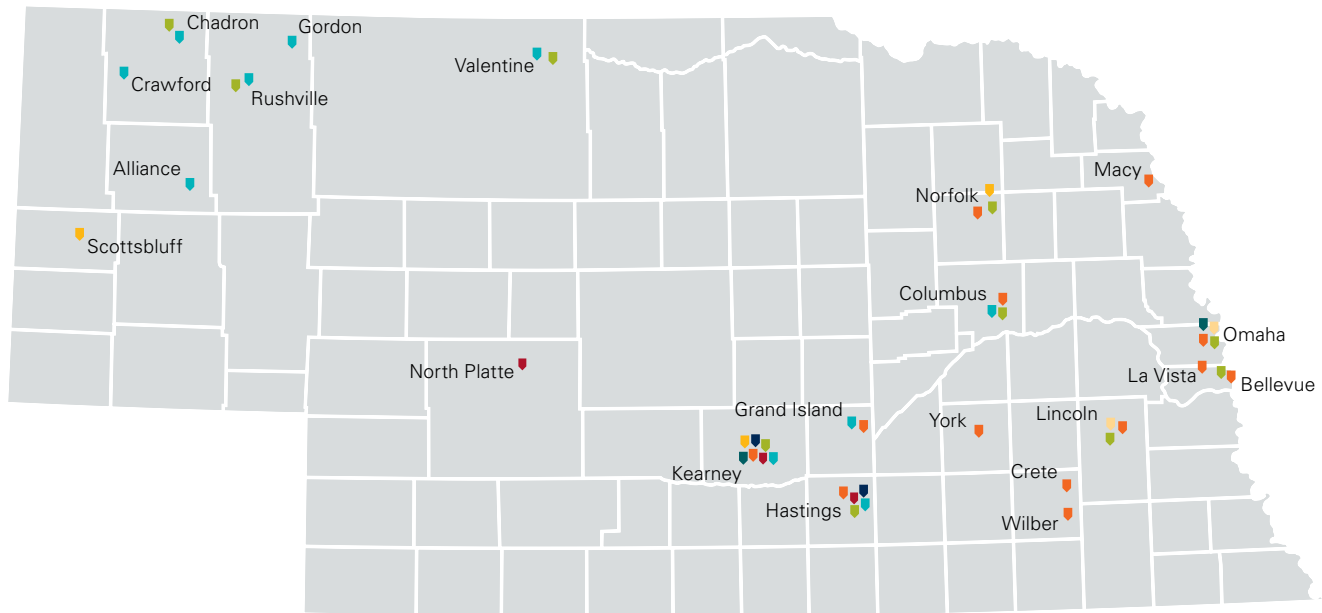 Chadron
Gordon
Valentine
Crawford
Rushville
Alliance
Macy
Norfolk
Scottsbluff
Columbus
Omaha
North Platte
La Vista
Bellevue
Grand Island
York
Lincoln
Kearney
Crete
Hastings
Wilber